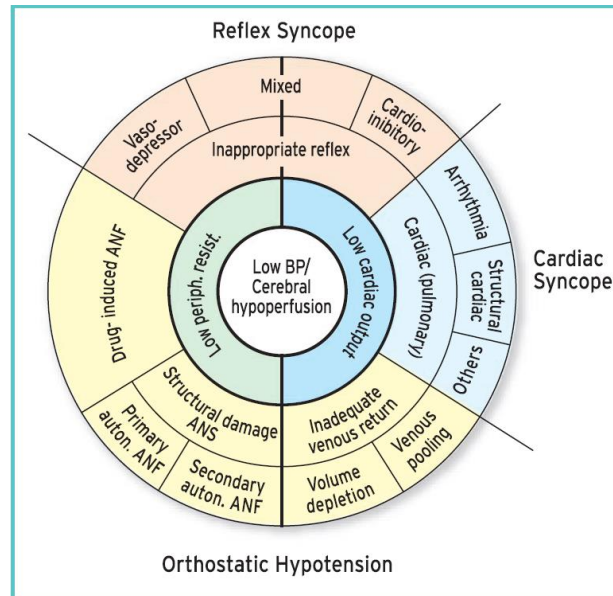 Reflex Syncope
Mixed
Vaso-
depressor
Cardio-
inibitory
Inappropriate reflex
Arrhythmia
Structural
cardiac
Others
Cardiac (pulmonary)
Cardiac
Syncope
Low periph. resist.
Low BP/
Cerebral
hypoperfusion
Low cardiac output
Drug- induced ANF
Structural damage
ANS
Primary
auton. ANF
Secondary
auton. ANF
Inadequate
venous return
Volume
depletion
Venous
pooling
Orthostatic Hypotension